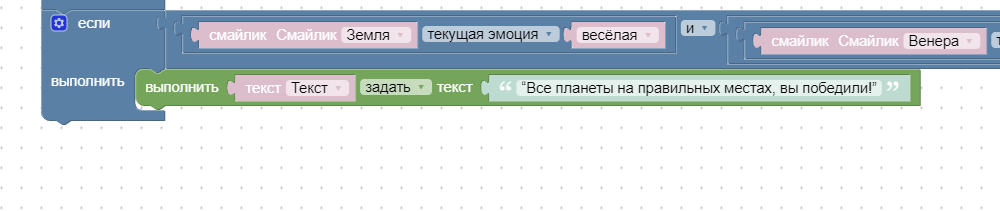 если смайлик Смайлик Земля текущая эмоция весёлая и смайлик Смайлик Венера
выполнить выполнить текст Текст задать текст “ “Все планеты на правильных местах, вы победили!” ”